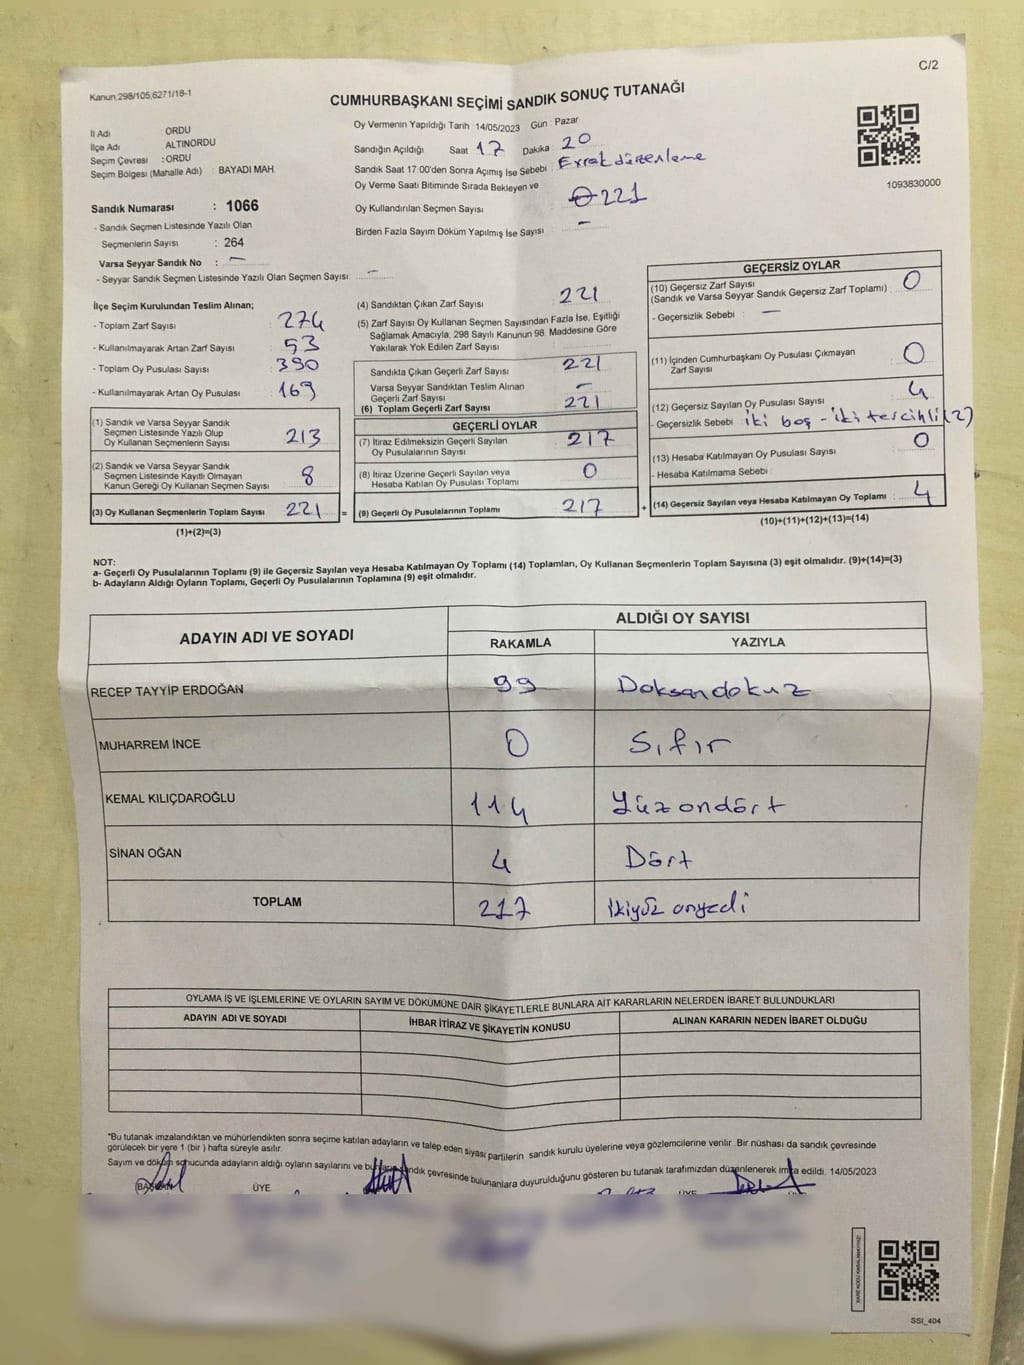 C/2
Kanun:298/105;6271/18-1
CUMHURBAŞKANI SEÇİMİ SANDIK SONUÇ TUTANAĞI
İl Adı ORDU
İlçe Adı ALTINORDU
Seçim Çevresi : ORDU
Seçim Bölgesi (Mahalle Adı) : BAYADI MAH.
Sandık Numarası : 1066
- Sandık Seçmen Listesinde Yazılı Olan
Seçmenlerin Sayısı : 264
Varsa Seyyar Sandık No : —
- Seyyar Sandık Seçmen Listesinde Yazılı Olan Seçmen Sayısı: —
Oy Vermenin Yapıldığı Tarih : 14/05/2023 Gün : Pazar
Sandığın Açıldığı Saat 17 Dakika 20
Sandık Saat 17:00'den Sonra Açımış İse Sebebi : Evrak düzenleme
Oy Verme Saati Bitiminde Sırada Bekleyen ve
Oy Kullandırılan Seçmen Sayısı 221
Birden Fazla Sayım Döküm Yapılmış İse Sayısı : —
1093830000
İlçe Seçim Kurulundan Teslim Alınan;
- Toplam Zarf Sayısı : 274
- Kullanılmayarak Artan Zarf Sayısı : 53
- Toplam Oy Pusulası Sayısı : 390
- Kullanılmayarak Artan Oy Pusulası : 169
(1) Sandık ve Varsa Seyyar Sandık
Seçmen Listesinde Yazılı Olup
Oy Kullanan Seçmenlerin Sayısı 213
(2) Sandık ve Varsa Seyyar Sandık
Seçmen Listesinde Kayıtlı Olmayan
Kanun Gereği Oy Kullanan Seçmen Sayısı 8
(3) Oy Kullanan Seçmenlerin Toplam Sayısı 221 =
(1)+(2)=(3)
(4) Sandıktan Çıkan Zarf Sayısı 221
(5) Zarf Sayısı Oy Kullanan Seçmen Sayısından Fazla İse, Eşitliği
Sağlamak Amacıyla, 298 Sayılı Kanunun 98. Maddesine Göre
Yakılarak Yok Edilen Zarf Sayısı
Sandıkta Çıkan Geçerli Zarf Sayısı 221
Varsa Seyyar Sandıktan Teslim Alınan
Geçerli Zarf Sayısı —
(6) Toplam Geçerli Zarf Sayısı 221
GEÇERLİ OYLAR
(7) İtiraz Edilmeksizin Geçerli Sayılan
Oy Pusulalarının Sayısı 217
(8) İtiraz Üzerine Geçerli Sayılan veya
Hesaba Katılan Oy Pusulası Toplamı 0
(9) Geçerli Oy Pusulalarının Toplamı 217 +
GEÇERSİZ OYLAR
(10) Geçersiz Zarf Sayısı
(Sandık ve Varsa Seyyar Sandık Geçersiz Zarf Toplamı) : 0
- Geçersizlik Sebebi : —
(11) İçinden Cumhurbaşkanı Oy Pusulası Çıkmayan
Zarf Sayısı 0
(12) Geçersiz Sayılan Oy Pusulası Sayısı 4
- Geçersizlik Sebebi iki boş - iki tercihli (2)
(13) Hesaba Katılmayan Oy Pusulası Sayısı 0
- Hesaba Katılmama Sebebi
(14) Geçersiz Sayılan veya Hesaba Katılmayan Oy Toplamı : 4
(10)+(11)+(12)+(13)=(14)
NOT:
a- Geçerli Oy Pusulalarının Toplamı (9) ile Geçersiz Sayılan veya Hesaba Katılmayan Oy Toplamı (14) Toplamları, Oy Kullanan Seçmenlerin Toplam Sayısına (3) eşit olmalıdır. (9)+(14)=(3)
b- Adayların Aldığı Oyların Toplamı, Geçerli Oy Pusulalarının Toplamına (9) eşit olmalıdır.
ADAYIN ADI VE SOYADI ALDIĞI OY SAYISI
RAKAMLA YAZIYLA
RECEP TAYYİP ERDOĞAN 99 Doksandokuz
MUHARREM İNCE 0 Sıfır
KEMAL KILIÇDAROĞLU 114 Yüzondört
SİNAN OĞAN 4 Dört
TOPLAM 217 ikiyüz onyedi
OYLAMA İŞ VE İŞLEMLERİNE VE OYLARIN SAYIM VE DÖKÜMÜNE DAİR ŞİKAYETLERLE BUNLARA AİT KARARLARIN NELERDEN İBARET BULUNDUKLARI
ADAYIN ADI VE SOYADI İHBAR İTİRAZ VE ŞİKAYETİN KONUSU ALINAN KARARIN NEDEN İBARET OLDUĞU
"Bu tutanak imzalandıktan ve mühürlendikten sonra seçime katılan adayların ve talep eden siyasi partilerin sandık kurulu üyelerine veya gözlemcilerine verilir. Bir nüshası da sandık çevresinde
görülecek bir yere 1 (bir) hafta süreyle asılır.
Sayım ve döküm sonucunda adayların aldığı oyların sayılarını ve sandık çevresinde bulunanlara duyurulduğunu gösteren bu tutanak tarafımızdan düzenlenerek imza edildi. 14/05/2023
BAŞKAN ÜYE ÜYE
KARE KODU KARALAMAYINIZ!
SSI_404